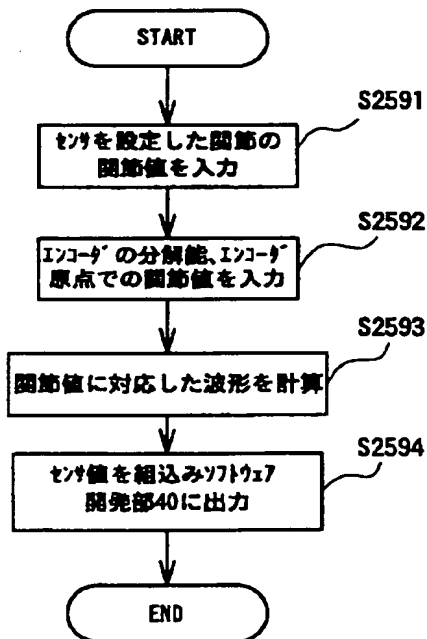 START
S2591
ｾﾝｻを設定した関節の
関節値を入力
S2592
ｴﾝｺｰﾀﾞの分解能、ｴﾝｺｰﾀﾞ
原点での関節値を入力
S2593
関節値に対応した波形を計算
S2594
ｾﾝｻ値を組込みｿﾌﾄｳｪｱ
開発部40に出力
END